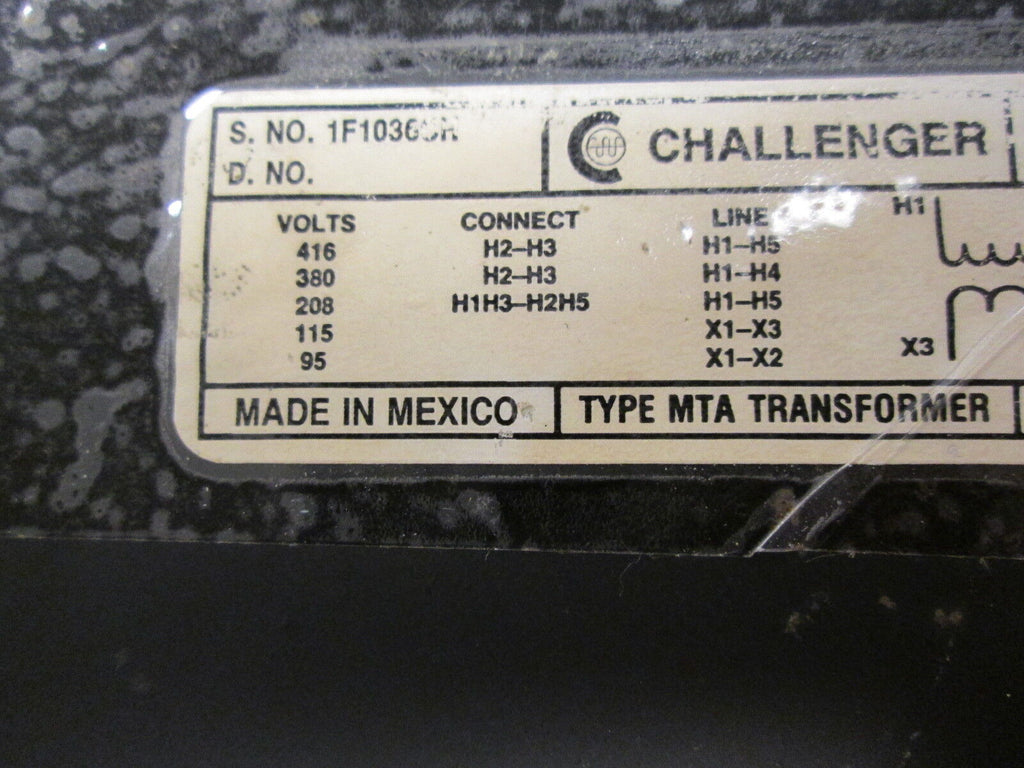 S. NO.
CHALLENGER
D. NO.
VOLTS CONNECT LINE H1
416 H2-H3 H1-H5
380 H2-H3 H1-H4
208 H1H3-H2H5 H1-H5
115 X1-X3 X3
95 X1-X2
MADE IN MEXICO TYPE MTA TRANSFORMER